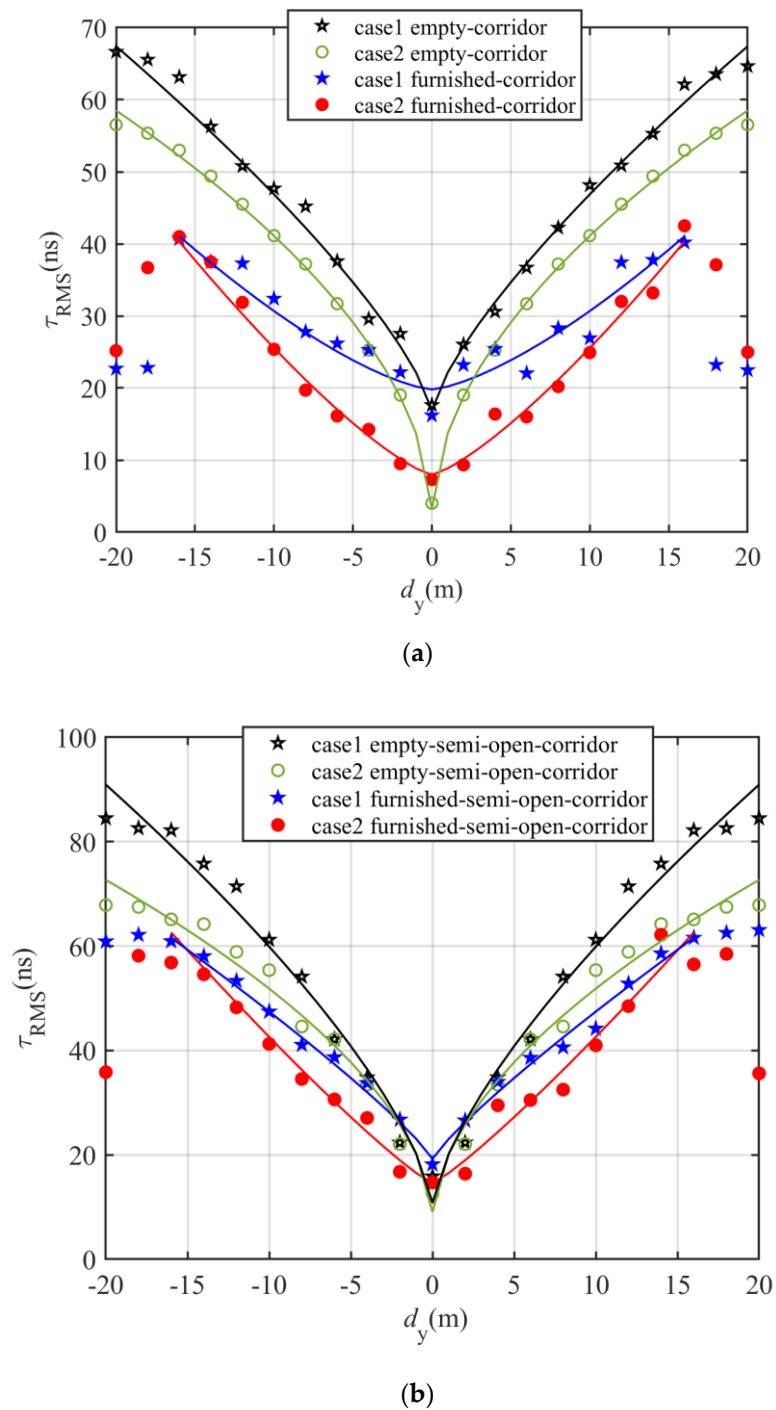 case1 empty-corridor
case2 empty-corridor
case1 furnished-corridor
case2 furnished-corridor
70
60
50
40
30
20
10
0
τRMS(ns)
-20 -15 -10 -5 0 5 10 15 20
dy(m)
(a)
case1 empty-semi-open-corridor
case2 empty-semi-open-corridor
case1 furnished-semi-open-corridor
case2 furnished-semi-open-corridor
100
80
60
40
20
0
τRMS(ns)
-20 -15 -10 -5 0 5 10 15 20
dy(m)
(b)